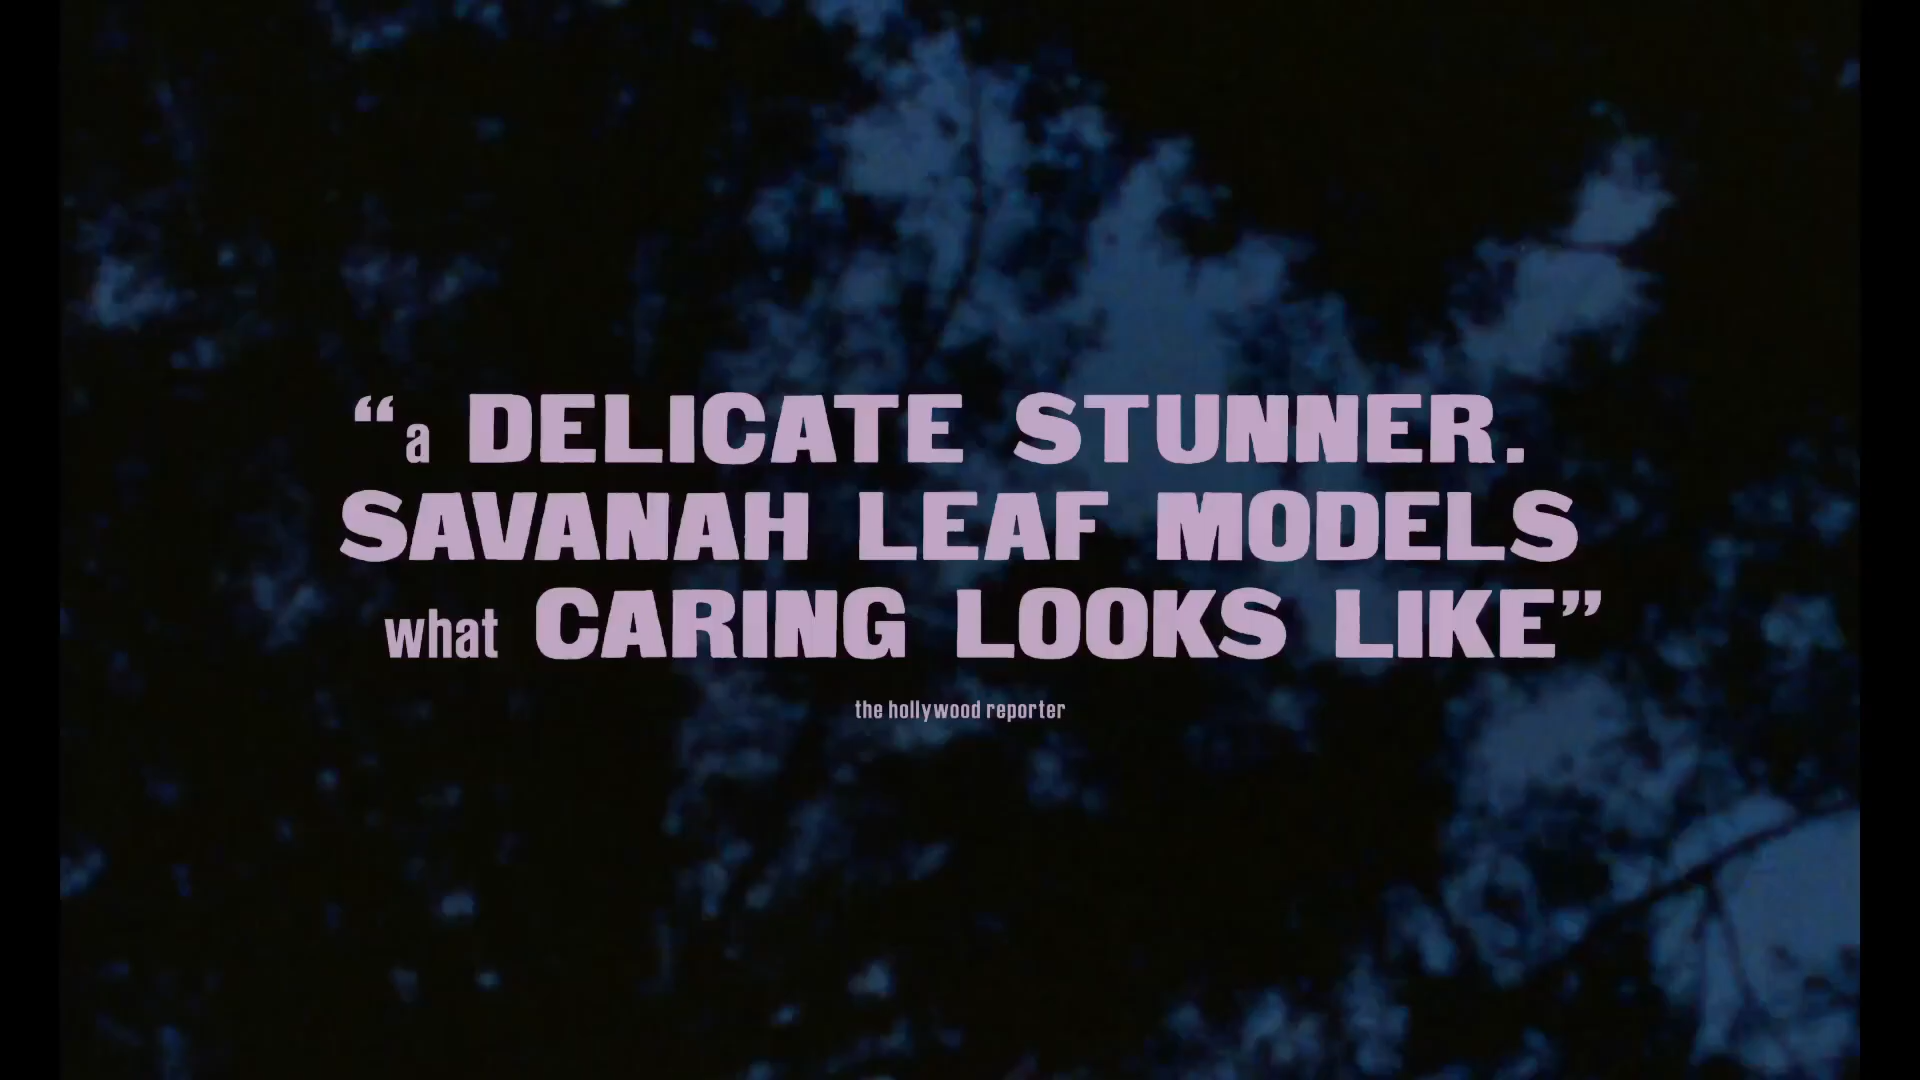 “a DELICATE STUNNER.
SAVANAH LEAF MODELS
what CARING LOOKS LIKE”
the hollywood reporter